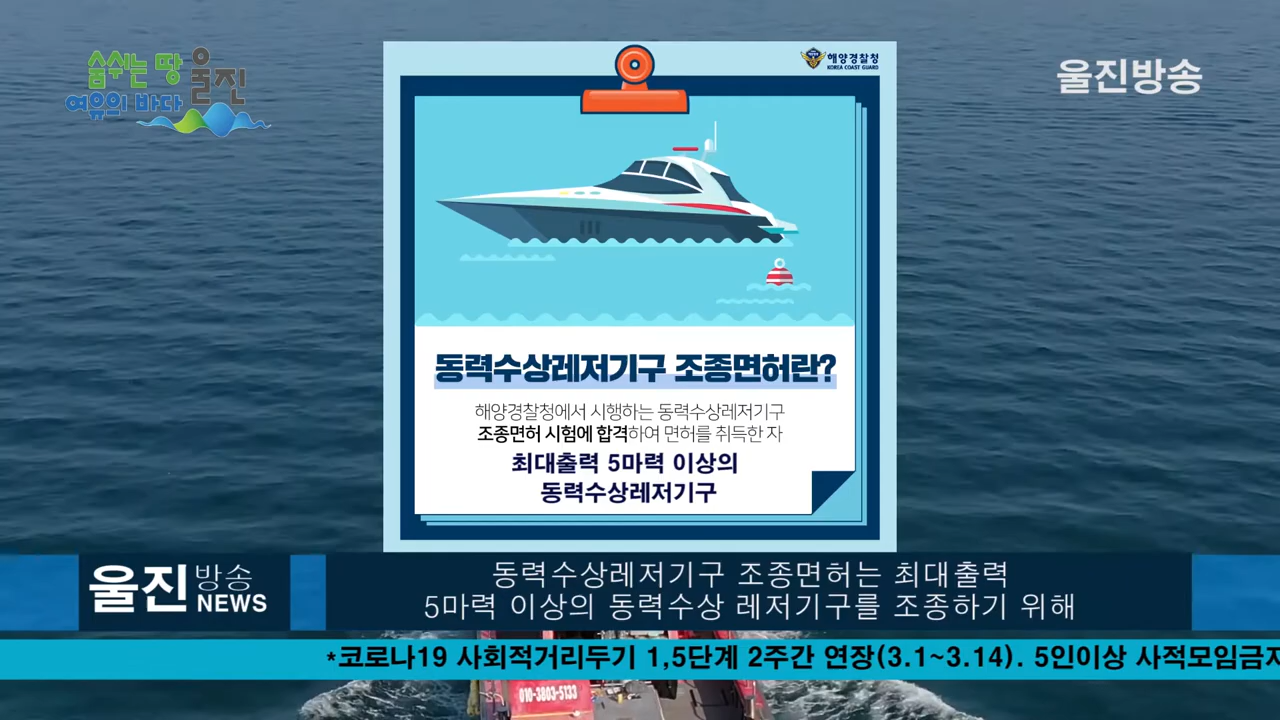 숨쉬는 땅
여유의 바다
울진
해양경찰청
KOREA COAST GUARD
울진방송
동력수상레저기구 조종면허란?
해양경찰청에서 시행하는 동력수상레저기구
조종면허 시험에 합격하여 면허를 취득한 자
최대출력 5마력 이상의
동력수상레저기구
울진방송
NEWS
동력수상레저기구 조종면허는 최대출력
5마력 이상의 동력수상 레저기구를 조종하기 위해
*코로나19 사회적거리두기 1,5단계 2주간 연장(3.1~3.14). 5인이상 사적모임금지
010-3803-5133